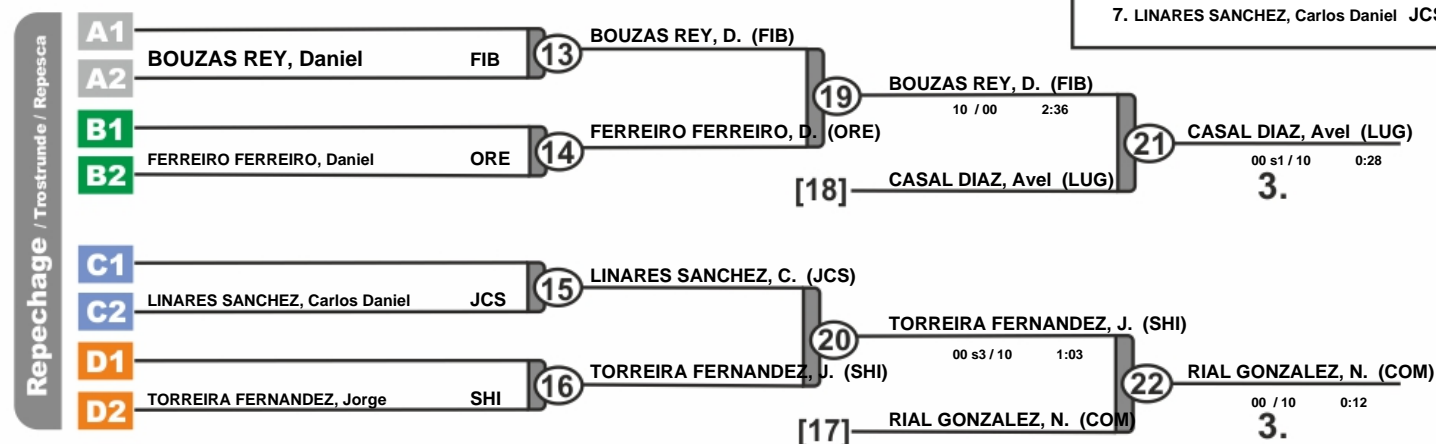 7. LINARES SANCHEZ, Carlos Daniel JCS
Repechage / Trostrunde / Repesca
A1
BOUZAS REY, Daniel FIB
A2
13
BOUZAS REY, D. (FIB)
B1
FERREIRO FERREIRO, Daniel ORE
B2
14
FERREIRO FERREIRO, D. (ORE)
19
BOUZAS REY, D. (FIB)
10 / 00 2:36
[18]
CASAL DIAZ, Avel (LUG)
21
CASAL DIAZ, Avel (LUG)
00 s1 / 10 0:28
3.
C1
LINARES SANCHEZ, Carlos Daniel JCS
C2
15
LINARES SANCHEZ, C. (JCS)
D1
TORREIRA FERNANDEZ, Jorge SHI
D2
16
TORREIRA FERNANDEZ, J. (SHI)
20
TORREIRA FERNANDEZ, J. (SHI)
00 s3 / 10 1:03
[17]
RIAL GONZALEZ, N. (COM)
22
RIAL GONZALEZ, N. (COM)
00 / 10 0:12
3.